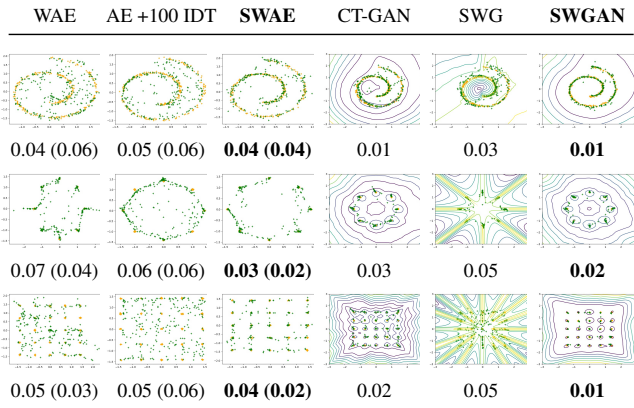 WAE AE +100 IDT SWAE CT-GAN SWG SWGAN
0.04 (0.06) 0.05 (0.06) 0.04 (0.04) 0.01 0.03 0.01
0.07 (0.04) 0.06 (0.06) 0.03 (0.02) 0.03 0.05 0.02
0.05 (0.03) 0.05 (0.06) 0.04 (0.02) 0.02 0.05 0.01